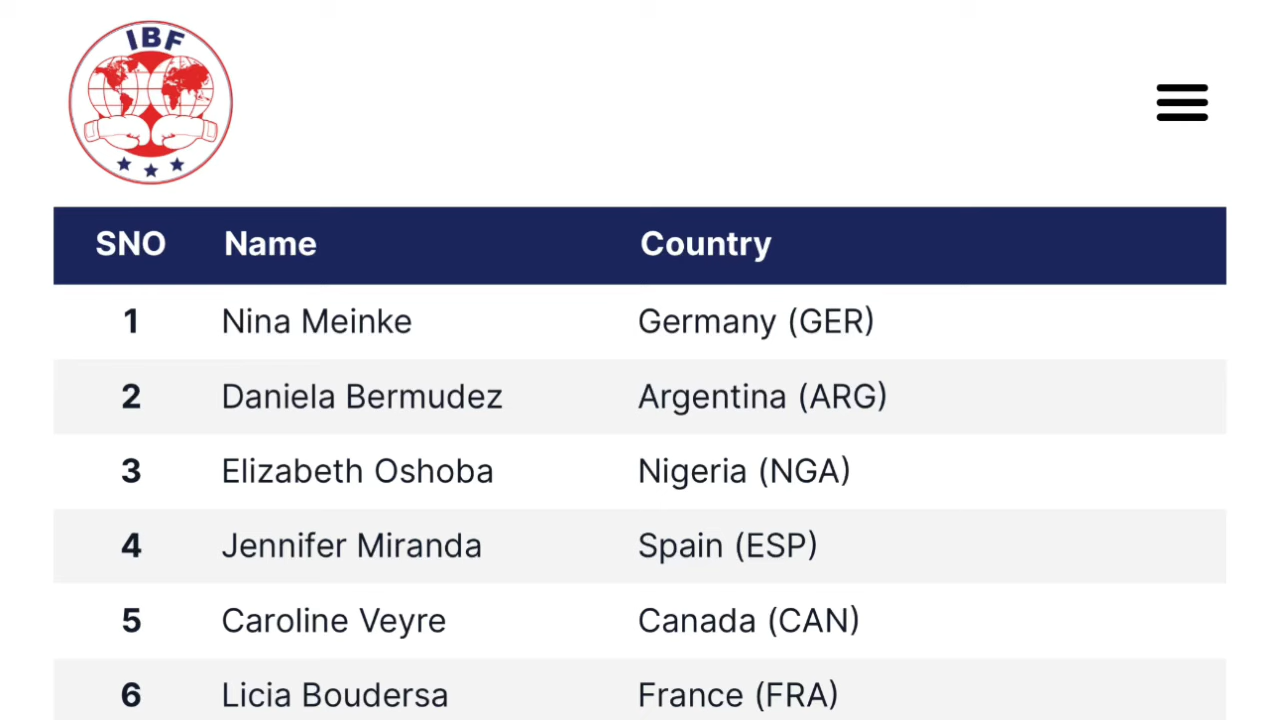 IBF
SNO Name Country
1 Nina Meinke Germany (GER)
2 Daniela Bermudez Argentina (ARG)
3 Elizabeth Oshoba Nigeria (NGA)
4 Jennifer Miranda Spain (ESP)
5 Caroline Veyre Canada (CAN)
6 Licia Boudersa France (FRA)